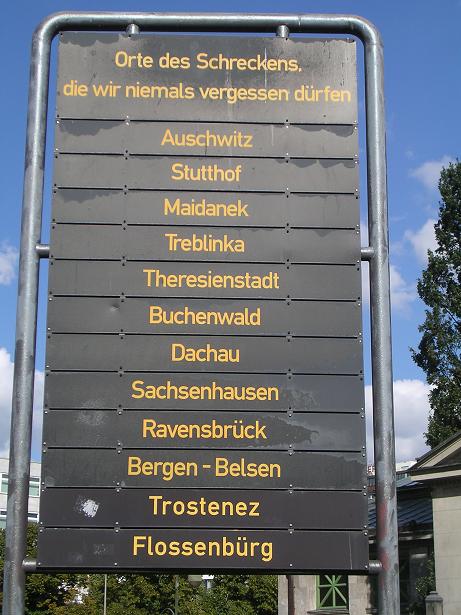 Orte des Schreckens,
die wir niemals vergessen dürfen
Auschwitz
Stutthof
Maidanek
Treblinka
Theresienstadt
Buchenwald
Dachau
Sachsenhausen
Ravensbrück
Bergen-Belsen
Trostenez
Flossenbürg